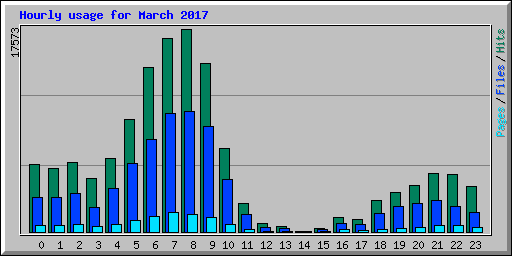 Hourly usage for March 2017
17573
Pages/Files/Hits
0 1 2 3 4 5 6 7 8 9 10 11 12 13 14 15 16 17 18 19 20 21 22 23